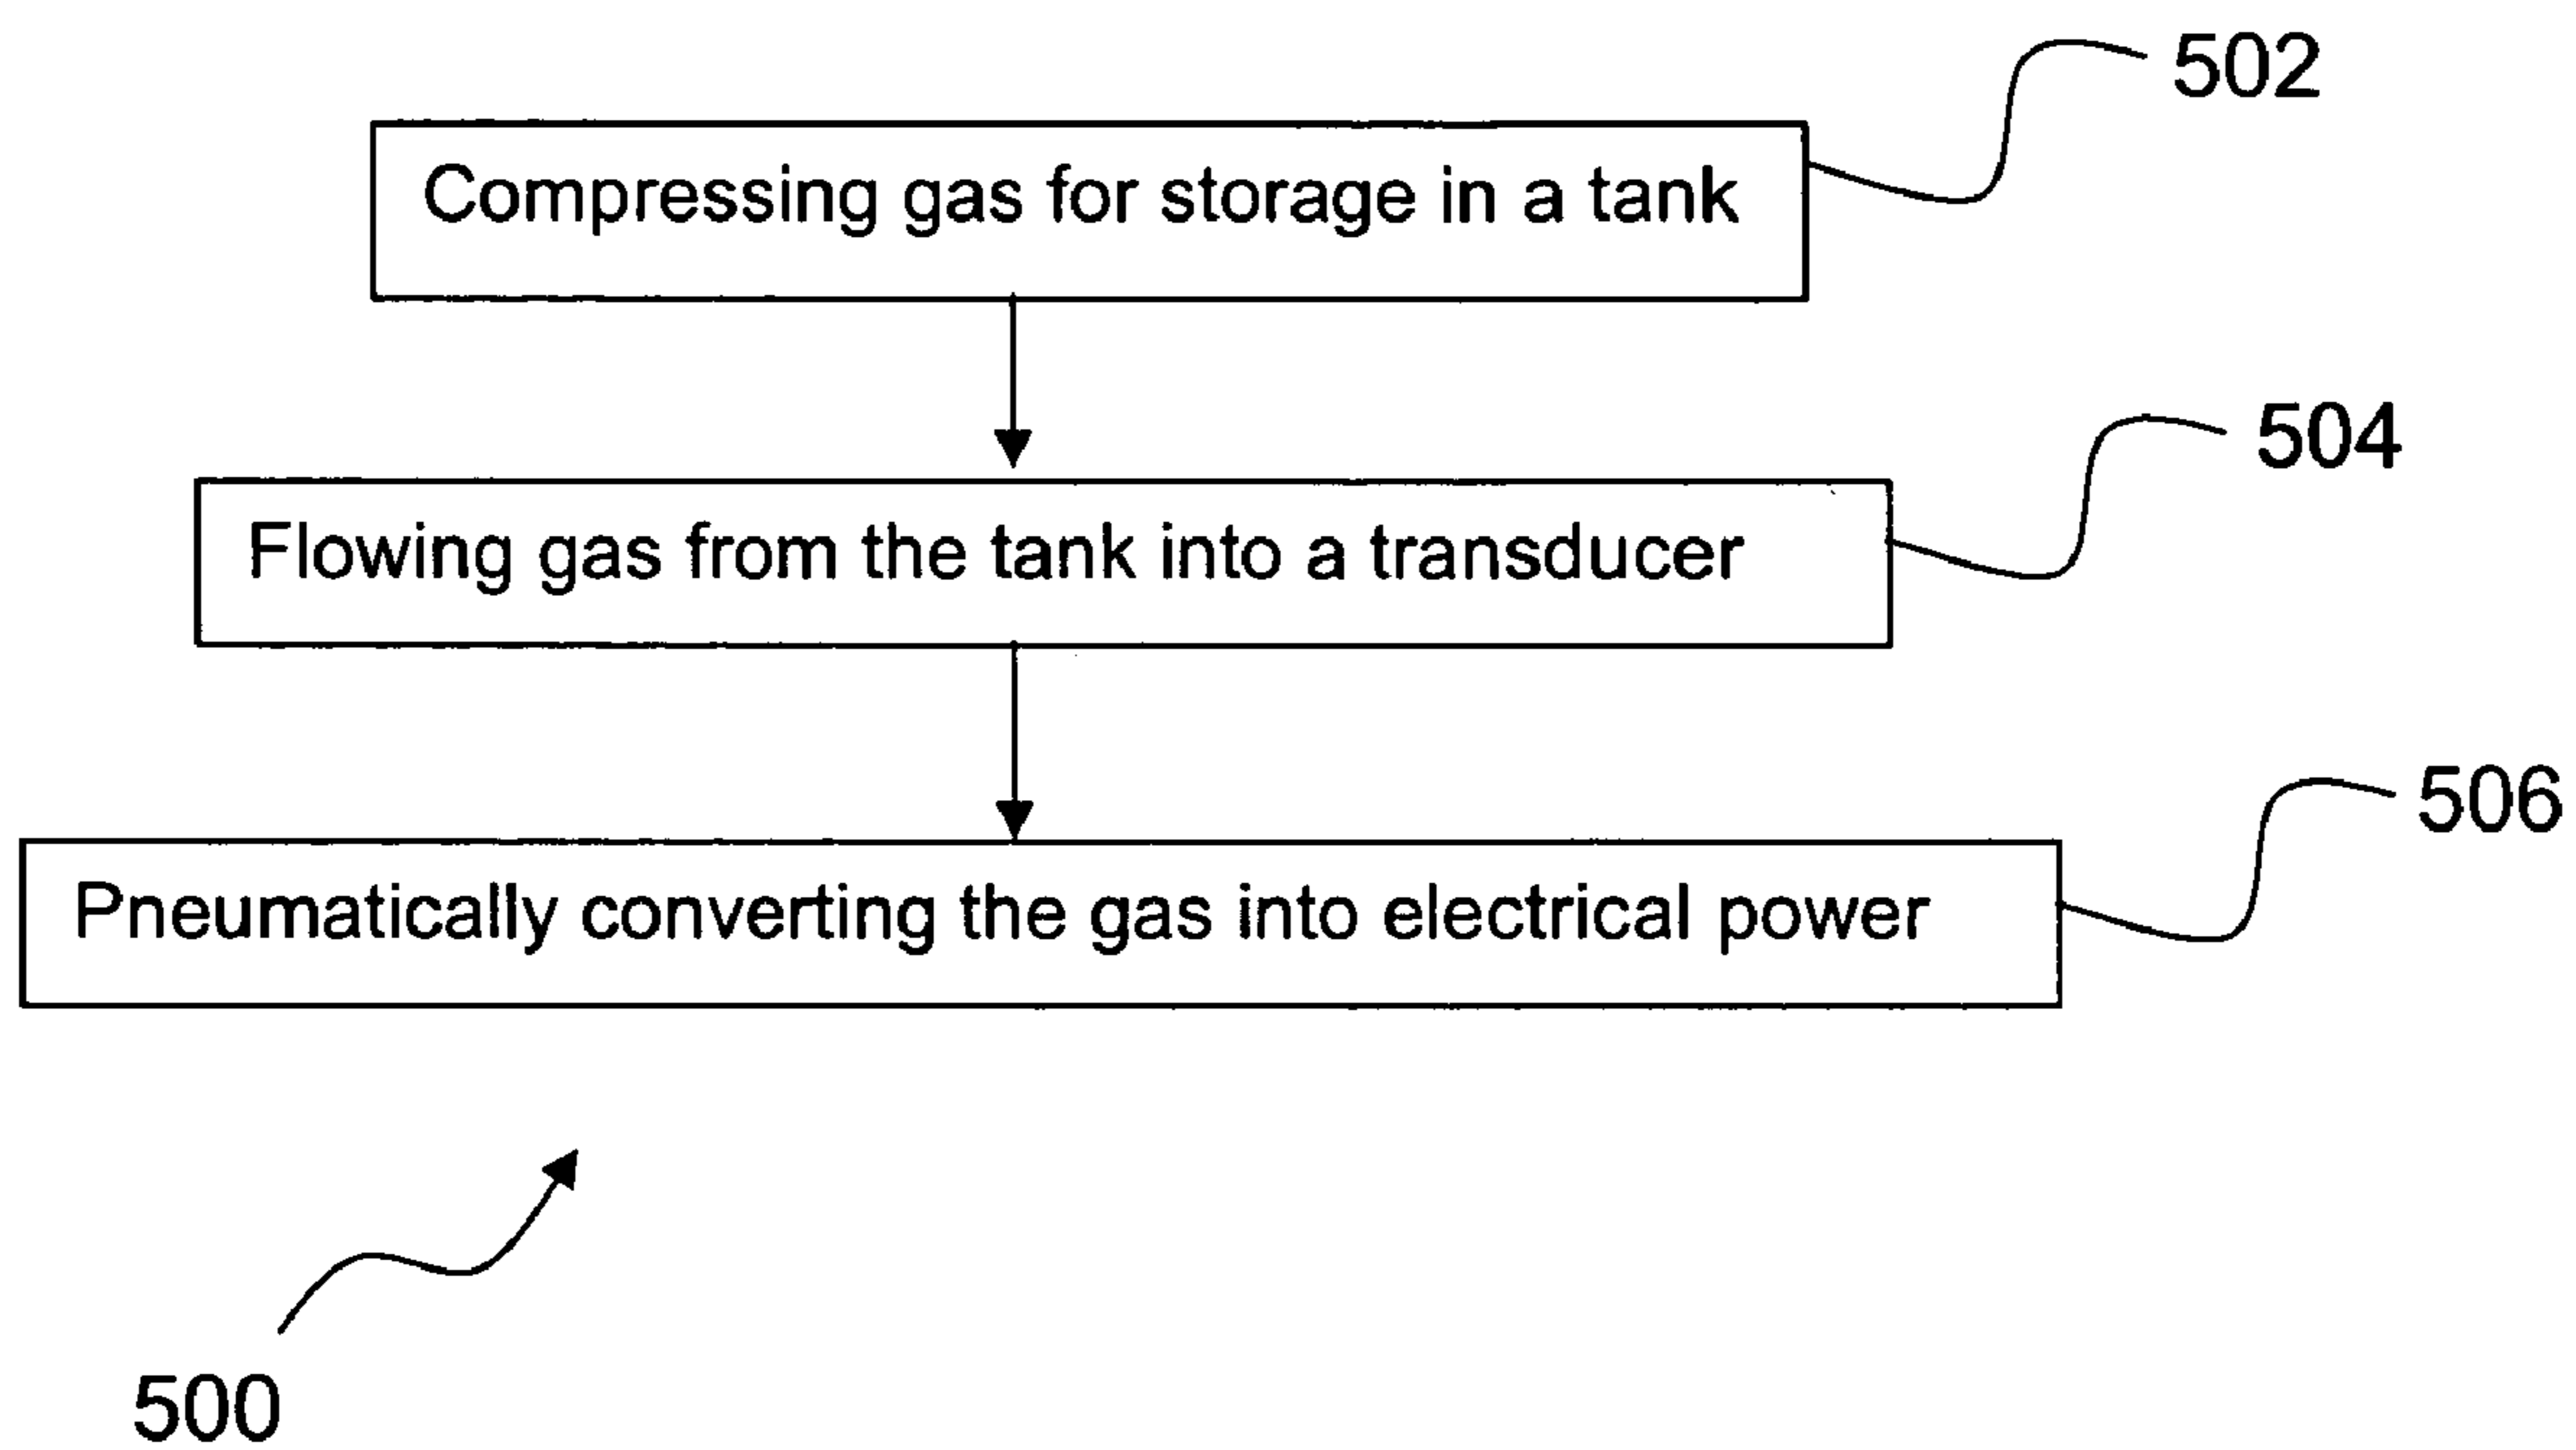 502
Compressing gas for storage in a tank
504
Flowing gas from the tank into a transducer
506
Pneumatically converting the gas into electrical power
500